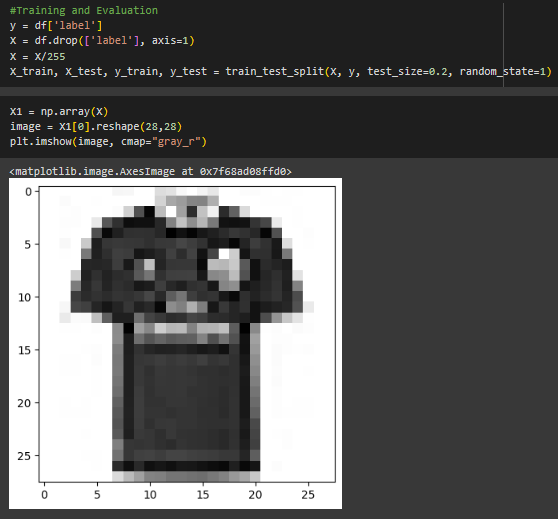 #Training and Evaluation
y = df['label']
X = df.drop(['label'], axis=1)
X = X/255
X_train, X_test, y_train, y_test = train_test_split(X, y, test_size=0.2, random_state=1)
X1 = np.array(X)
image = X1[0].reshape(28,28)
plt.imshow(image, cmap="gray_r")
<matplotlib.image.AxesImage at 0x7f68ad08ffd0>
0
5
10
15
20
25
0 5 10 15 20 25